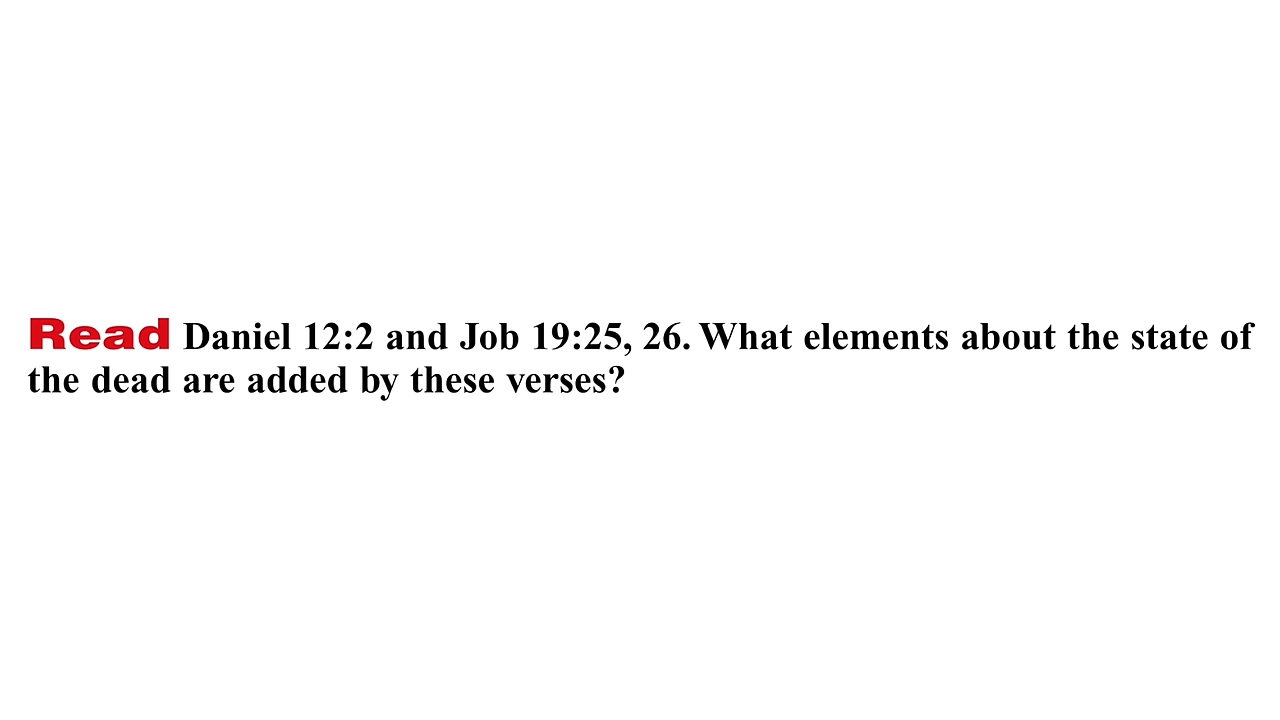 Read Daniel 12:2 and Job 19:25, 26. What elements about the state of
the dead are added by these verses?